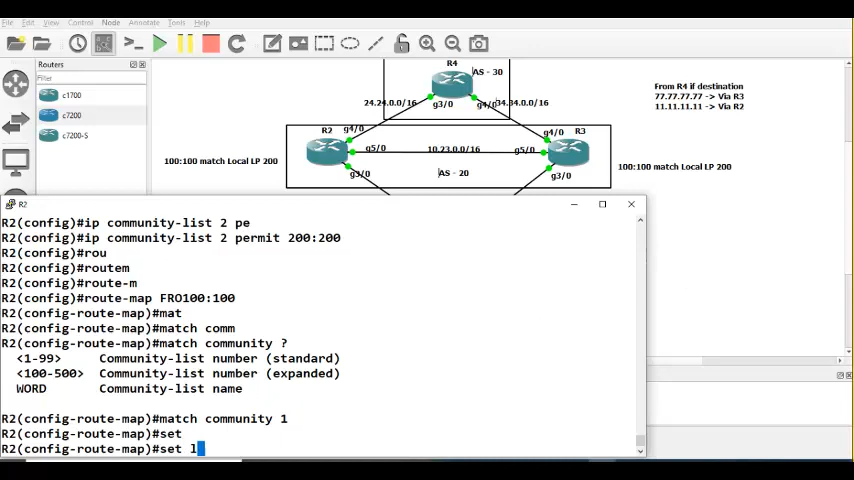 File Edit View Control Node Annotate Tools Help
Routers
Filter
c1700
c7200
c7200-S
R4
AS - 30
24.24.0.0/16
g3/0
g4/0
34.34.0.0/16
From R4 if destination
77.77.77.77 -> Via R3
11.11.11.11 -> Via R2
R2
g4/0
g5/0
10.23.0.0/16
g5/0
g4/0
R3
100:100 match Local LP 200
g3/0
AS - 20
g3/0
100:100 match Local LP 200
R2
R2(config)#ip community-list 2 pe
R2(config)#ip community-list 2 permit 200:200
R2(config)#rou
R2(config)#routem
R2(config)#route-m
R2(config)#route-map FRO100:100
R2(config-route-map)#mat
R2(config-route-map)#match comm
R2(config-route-map)#match community ?
<1-99> Community-list number (standard)
<100-500> Community-list number (expanded)
WORD Community-list name
R2(config-route-map)#match community 1
R2(config-route-map)#set
R2(config-route-map)#set l